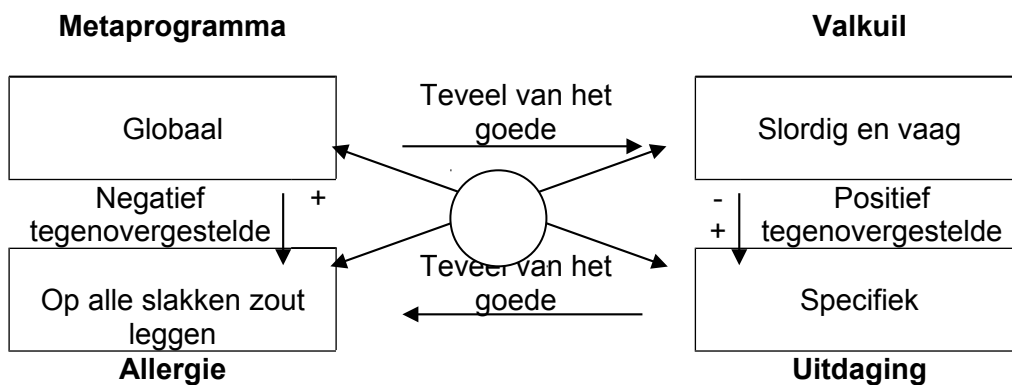 Metaprogramma
Valkuil
Teveel van het
goede
Globaal
Slordig en vaag
Negatief
tegenovergestelde
+
-
+
Positief
tegenovergestelde
Teveel van het
goede
Op alle slakken zout
leggen
Specifiek
Allergie
Uitdaging